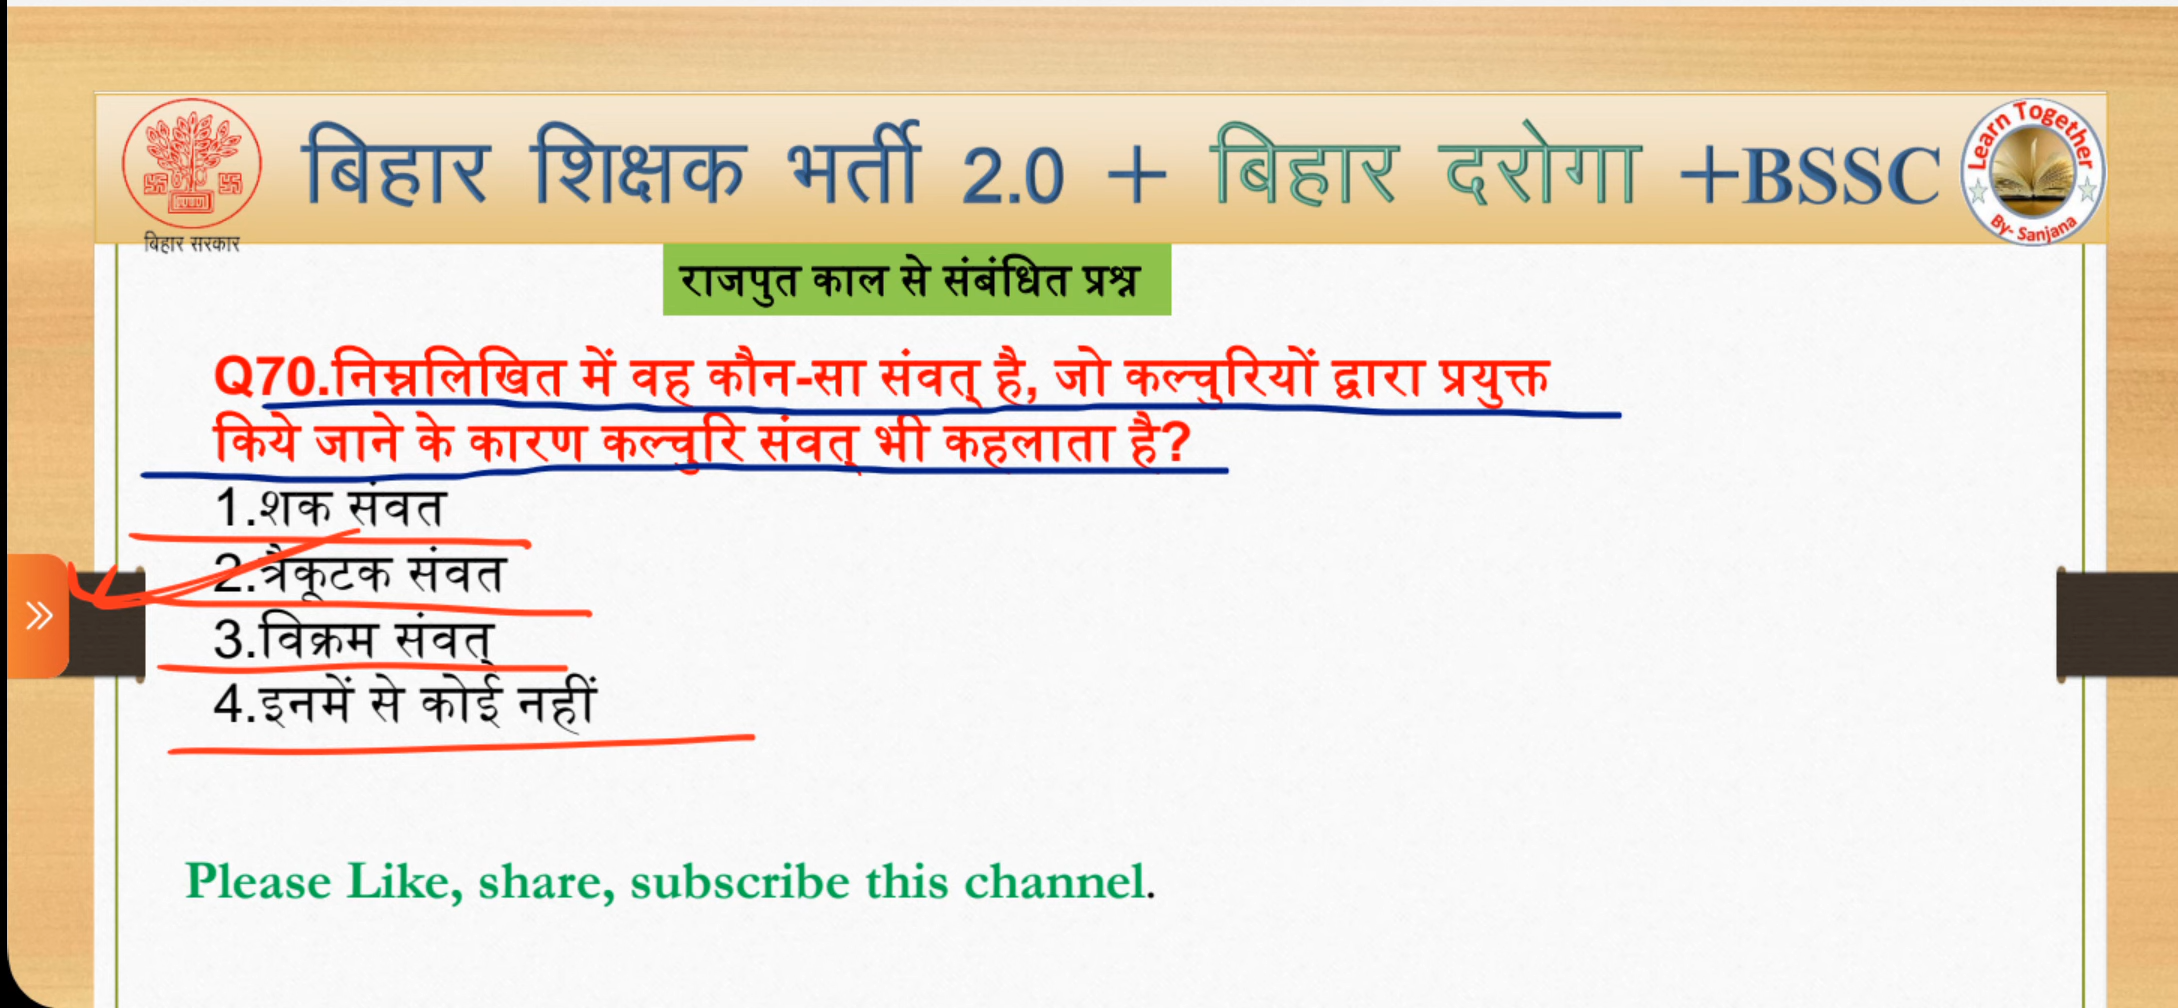 बिहार शिक्षक भर्ती 2.0 + बिहार दरोगा +BSSC
बिहार सरकार
Learn Together
By- Sanjana
राजपुत काल से संबंधित प्रश्न
Q70.निम्नलिखित में वह कौन-सा संवत् है, जो कल्चुरियों द्वारा प्रयुक्त
किये जाने के कारण कल्चुरि संवत् भी कहलाता है?
1.शक संवत
2.त्रैकूटक संवत
3.विक्रम संवत्
4.इनमें से कोई नहीं
Please Like, share, subscribe this channel.